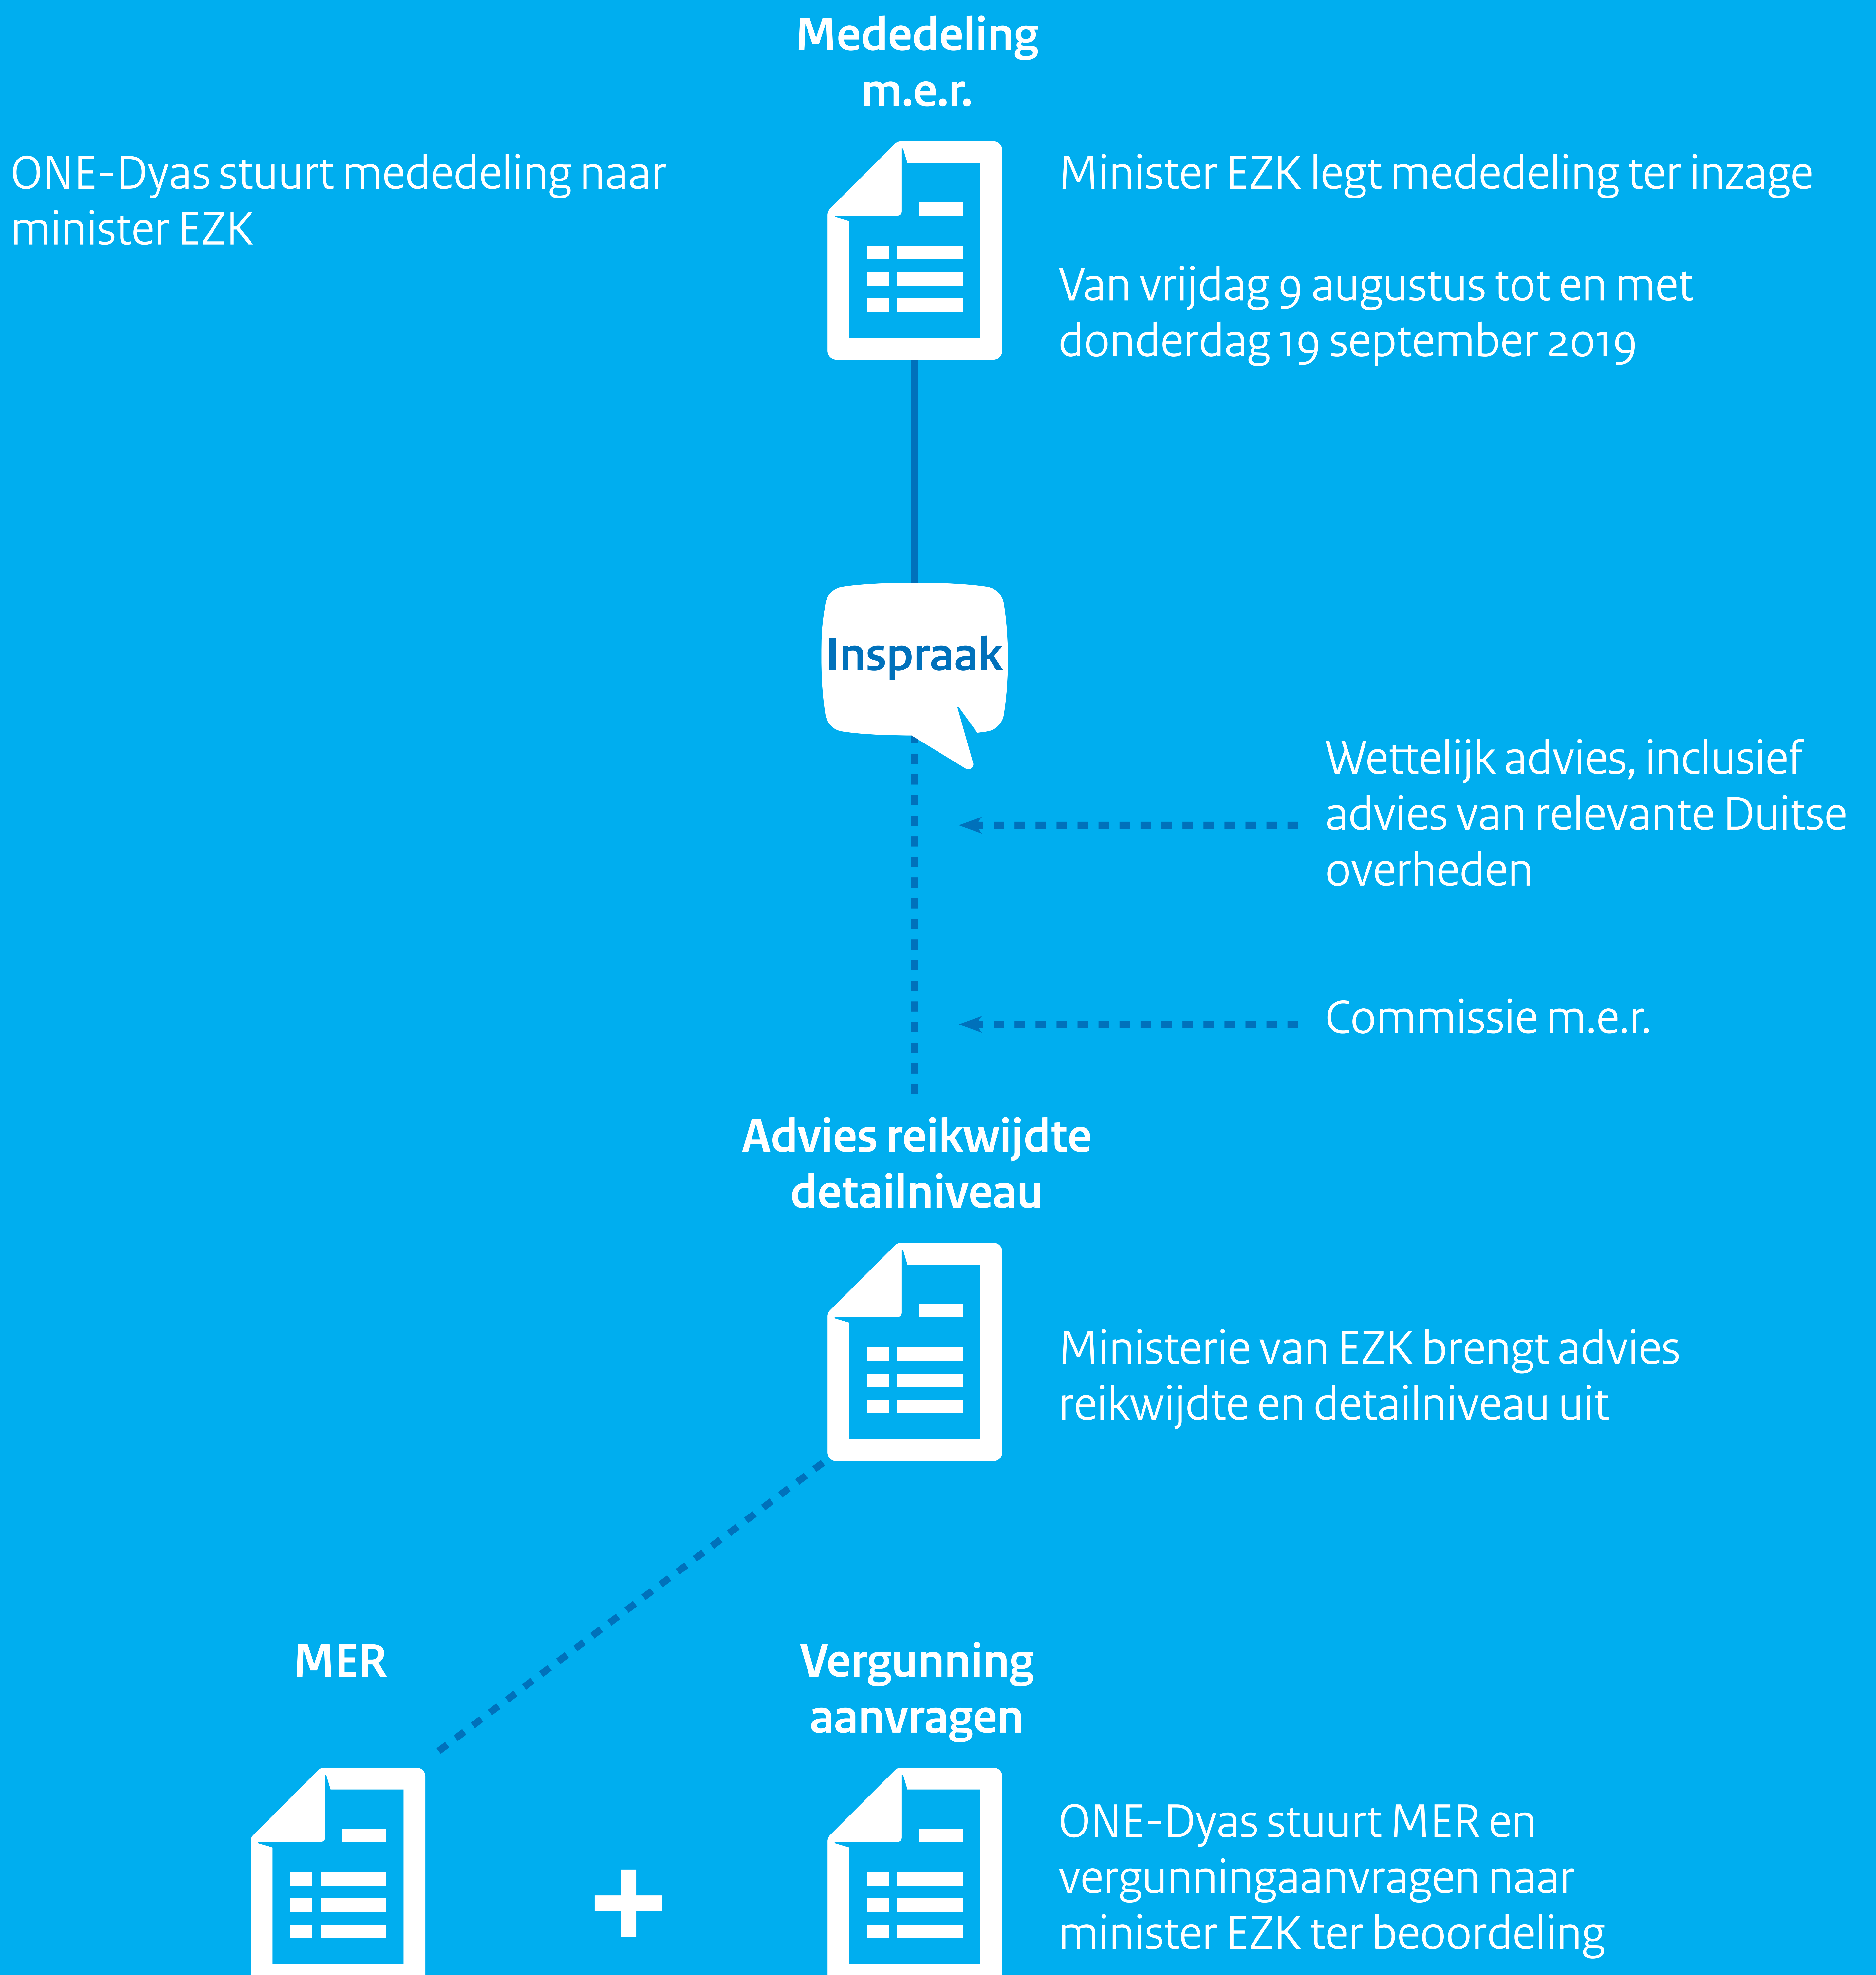 Mededeling
m.e.r.
ONE-Dyas stuurt mededeling naar
minister EZK
Minister EZK legt mededeling ter inzage
Van vrijdag 9 augustus tot en met
donderdag 19 september 2019
Inspraak
Wettelijk advies, inclusief
advies van relevante Duitse
overheden
Commissie m.e.r.
Advies reikwijdte
detailniveau
Ministerie van EZK brengt advies
reikwijdte en detailniveau uit
MER
Vergunning
aanvragen
+
ONE-Dyas stuurt MER en
vergunningaanvragen naar
minister EZK ter beoordeling